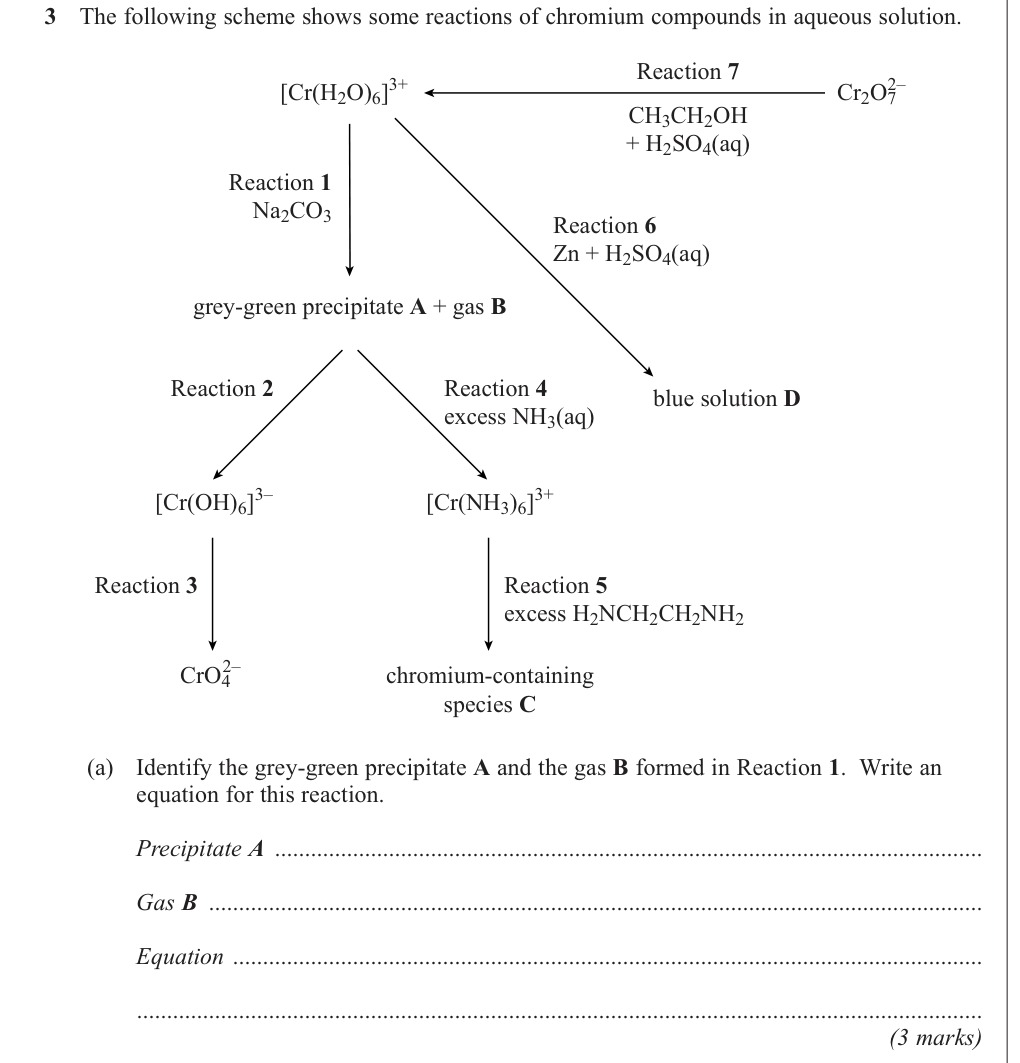 3 The following scheme shows some reactions of chromium compounds in aqueous solution.
Reaction 7
[Cr(H₂O)₆]³⁺
Cr₂O₇²⁻
CH₃CH₂OH
+ H₂SO₄(aq)
Reaction 1
Na₂CO₃
Reaction 6
Zn + H₂SO₄(aq)
grey-green precipitate A + gas B
Reaction 2
Reaction 4
excess NH₃(aq)
blue solution D
[Cr(OH)₆]³⁻
[Cr(NH₃)₆]³⁺
Reaction 3
Reaction 5
excess H₂NCH₂CH₂NH₂
CrO₄²⁻
chromium-containing
species C
(a) Identify the grey-green precipitate A and the gas B formed in Reaction 1. Write an
equation for this reaction.
Precipitate A
Gas B
Equation
(3 marks)